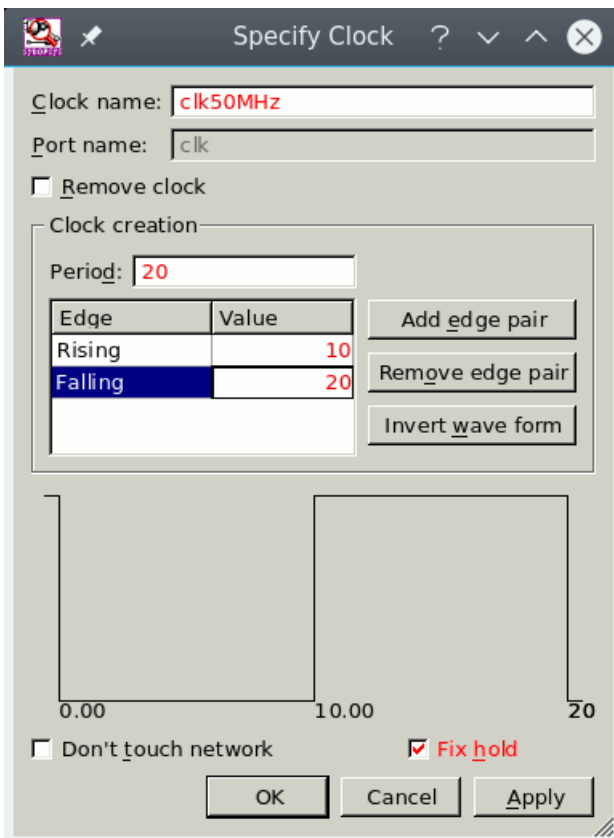 Specify Clock
Clock name: clk50MHz
Port name: clk
Remove clock
Clock creation
Period: 20
Edge Value
Add edge pair
Rising 10
Falling 20
Remove edge pair
Invert wave form
0.00 10.00 20
Don't touch network Fix hold
OK Cancel Apply